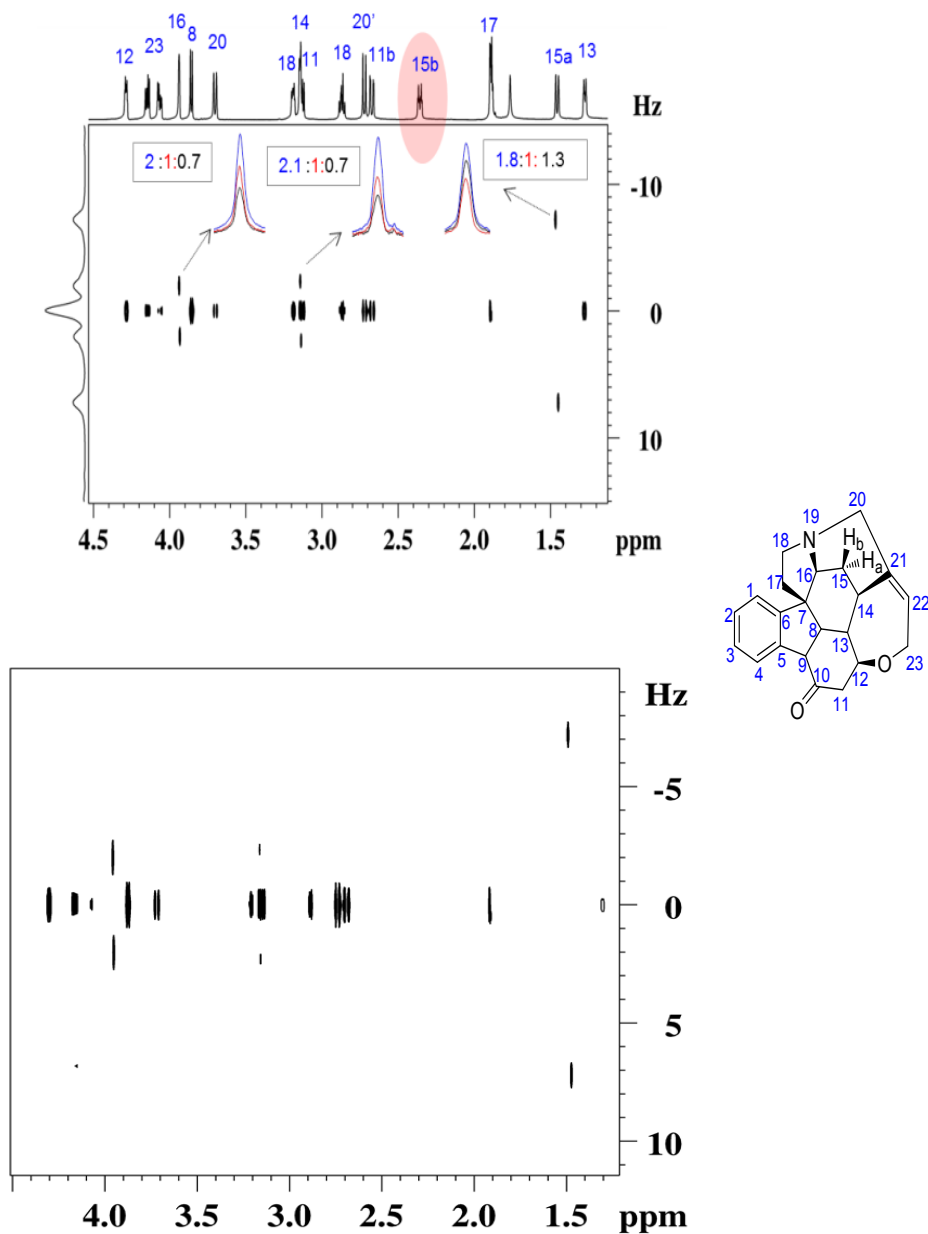 12 23 16 8 20 18 14 11 18 20' 11b 15b 17 15a 13
Hz
2 :1:0.7
2.1 :1:0.7
1.8:1: 1.3
-10
0
10
4.5 4.0 3.5 3.0 2.5 2.0 1.5 ppm
20
19
18 N Hb
Ha 21
16
17 15
1 22
7 14
2 6
8
13
3 5
9 12 O 23
4 10
11
O
Hz
-5
0
5
10
4.0 3.5 3.0 2.5 2.0 1.5 ppm